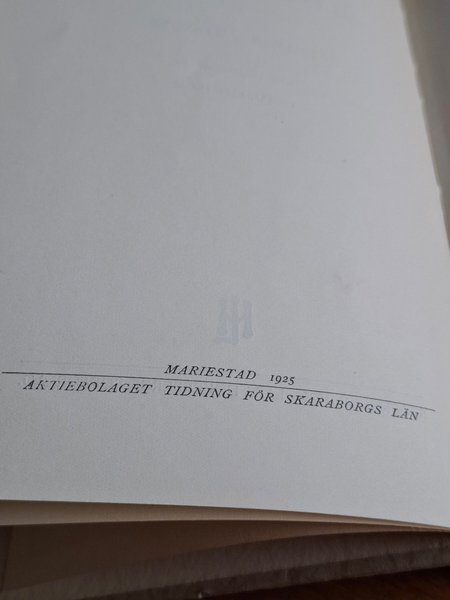 MARIESTAD 1925
AKTIEBOLAGET TIDNING FÖR SKARABORGS LÄN